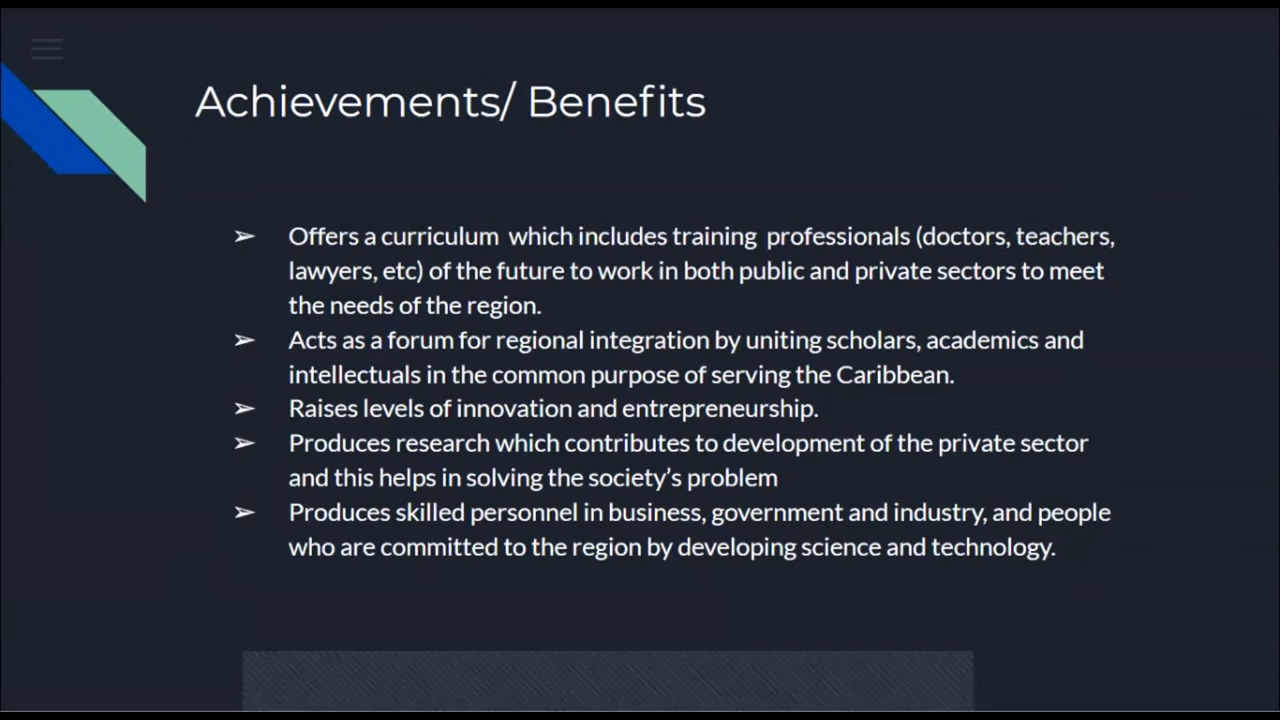 Achievements/ Benefits
➢ Offers a curriculum which includes training professionals (doctors, teachers,
lawyers, etc) of the future to work in both public and private sectors to meet
the needs of the region.
➢ Acts as a forum for regional integration by uniting scholars, academics and
intellectuals in the common purpose of serving the Caribbean.
➢ Raises levels of innovation and entrepreneurship.
➢ Produces research which contributes to development of the private sector
and this helps in solving the society’s problem
➢ Produces skilled personnel in business, government and industry, and people
who are committed to the region by developing science and technology.